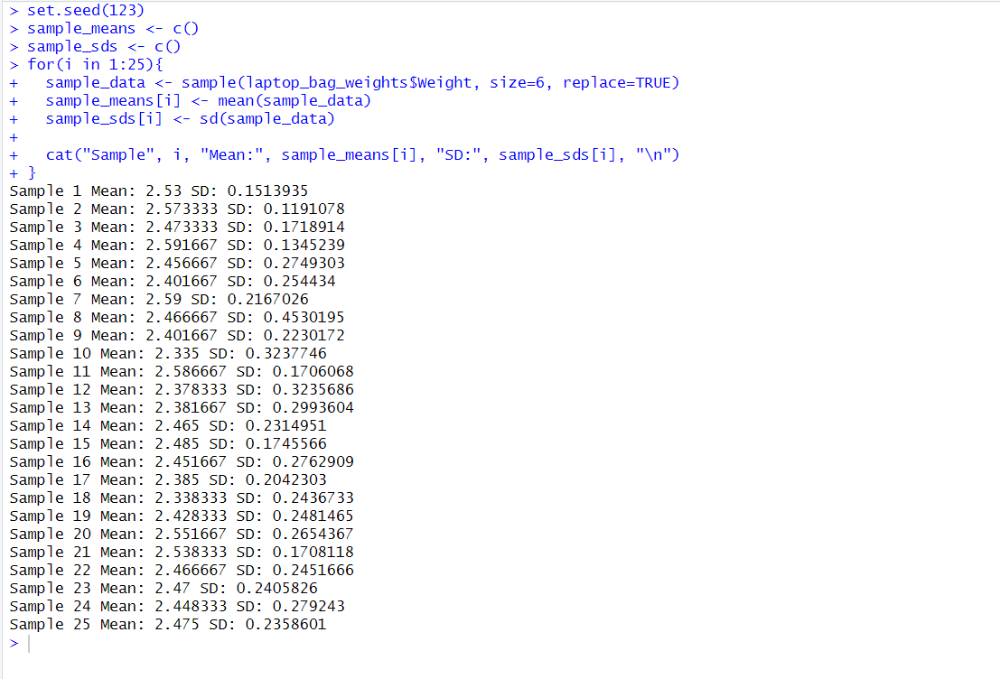 > set.seed(123)
> sample_means <- c()
> sample_sds <- c()
> for(i in 1:25){
+   sample_data <- sample(laptop_bag_weights$Weight, size=6, replace=TRUE)
+   sample_means[i] <- mean(sample_data)
+   sample_sds[i] <- sd(sample_data)
+
+   cat("Sample", i, "Mean:", sample_means[i], "SD:", sample_sds[i], "\n")
+ }
Sample 1 Mean: 2.53 SD: 0.1513935
Sample 2 Mean: 2.573333 SD: 0.1191078
Sample 3 Mean: 2.473333 SD: 0.1718914
Sample 4 Mean: 2.591667 SD: 0.1345239
Sample 5 Mean: 2.456667 SD: 0.2749303
Sample 6 Mean: 2.401667 SD: 0.254434
Sample 7 Mean: 2.59 SD: 0.2167026
Sample 8 Mean: 2.466667 SD: 0.4530195
Sample 9 Mean: 2.401667 SD: 0.2230172
Sample 10 Mean: 2.335 SD: 0.3237746
Sample 11 Mean: 2.586667 SD: 0.1706068
Sample 12 Mean: 2.378333 SD: 0.3235686
Sample 13 Mean: 2.381667 SD: 0.2993604
Sample 14 Mean: 2.465 SD: 0.2314951
Sample 15 Mean: 2.485 SD: 0.1745566
Sample 16 Mean: 2.451667 SD: 0.2762909
Sample 17 Mean: 2.385 SD: 0.2042303
Sample 18 Mean: 2.338333 SD: 0.2436733
Sample 19 Mean: 2.428333 SD: 0.2481465
Sample 20 Mean: 2.551667 SD: 0.2654367
Sample 21 Mean: 2.538333 SD: 0.1708118
Sample 22 Mean: 2.466667 SD: 0.2451666
Sample 23 Mean: 2.47 SD: 0.2405826
Sample 24 Mean: 2.448333 SD: 0.279243
Sample 25 Mean: 2.475 SD: 0.2358601
>